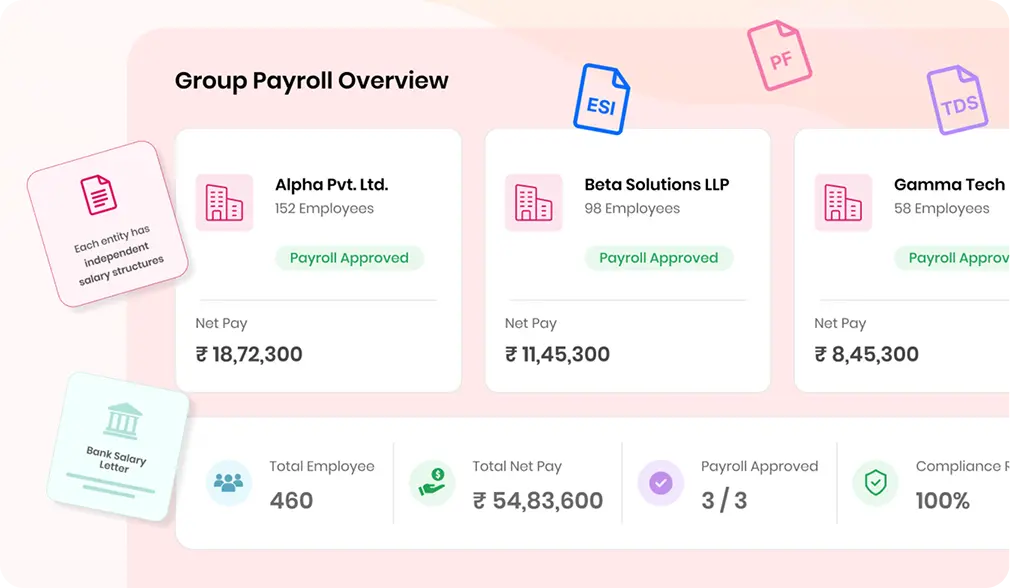 Group Payroll Overview
ESI
PF
TDS
Each entity has
independent
salary structures
Alpha Pvt. Ltd.
152 Employees
Payroll Approved
Net Pay
₹ 18,72,300
Beta Solutions LLP
98 Employees
Payroll Approved
Net Pay
₹ 11,45,300
Gamma Tech
58 Employees
Payroll Approv
Net Pay
₹ 8,45,300
Bank Salary
Letter
Total Employee
460
Total Net Pay
₹ 54,83,600
Payroll Approved
3 / 3
Compliance R
100%